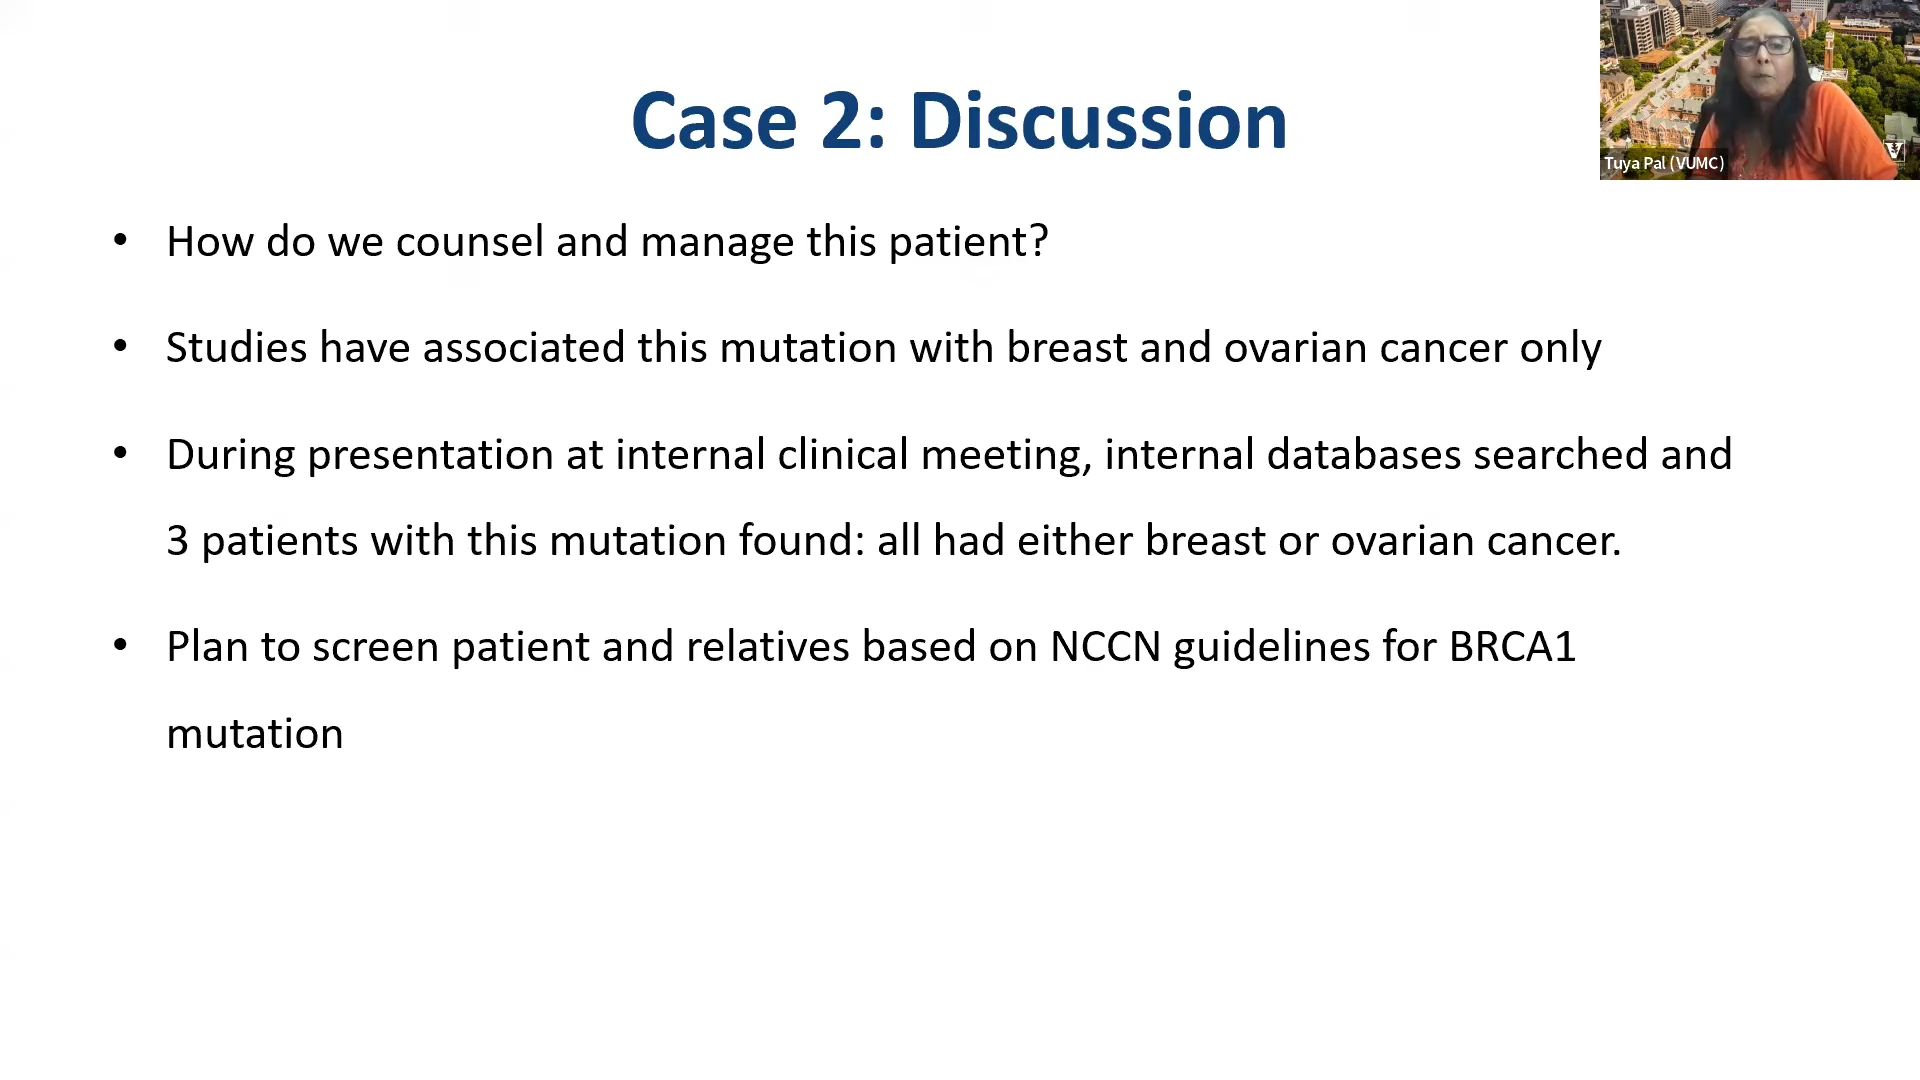 Case 2: Discussion
Tuya Pal (VUMC)
• How do we counsel and manage this patient?
• Studies have associated this mutation with breast and ovarian cancer only
• During presentation at internal clinical meeting, internal databases searched and
3 patients with this mutation found: all had either breast or ovarian cancer.
• Plan to screen patient and relatives based on NCCN guidelines for BRCA1
mutation